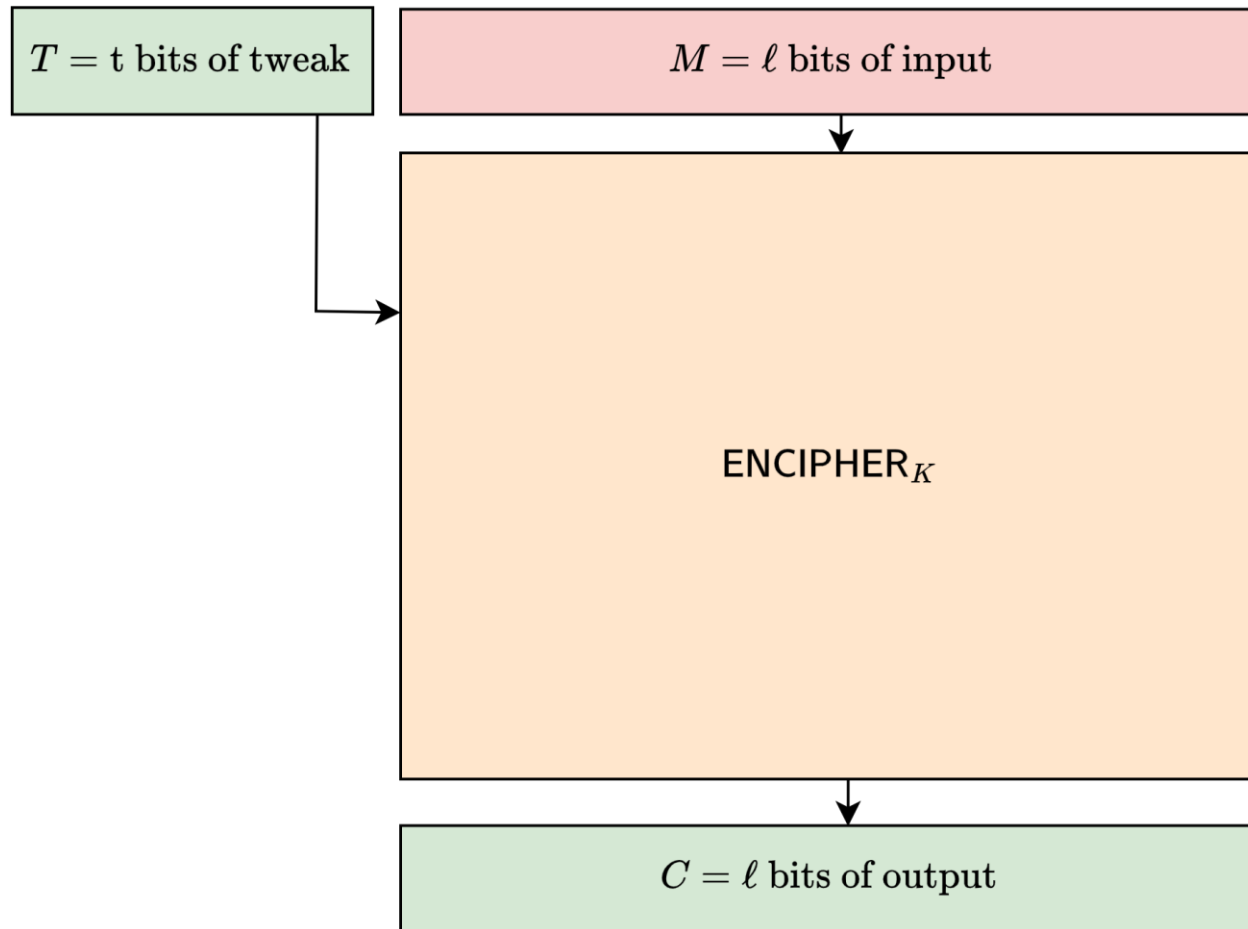 T = t bits of tweak
M = ℓ bits of input
ENCIPHER_K
C = ℓ bits of output